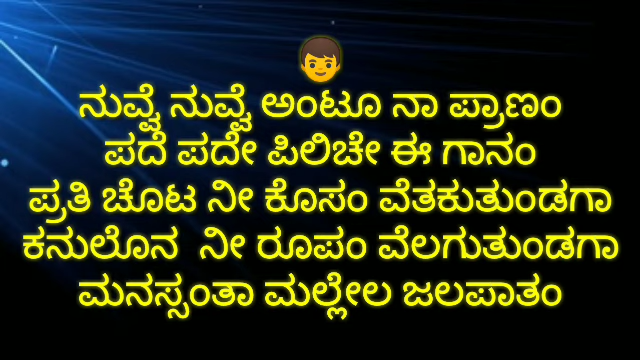 ನುವ್ವೆ ನುವ್ವೆ ಅಂಟೂ ನಾ ಪ್ರಾಣಂ
ಪದೆ ಪದೇ ಪಿಲಿಚೇ ಈ ಗಾನಂ
ಪ್ರತಿ ಚೊಟ ನೀ ಕೊಸಂ ವೆತಕುತುಂಡಗಾ
ಕನುಲೊನ ನೀ ರೂಪಂ ವೆಲಗುತುಂಡಗಾ
ಮನಸ್ಸಂತಾ ಮಲ್ಲೇಲ ಜಲಪಾತಂ